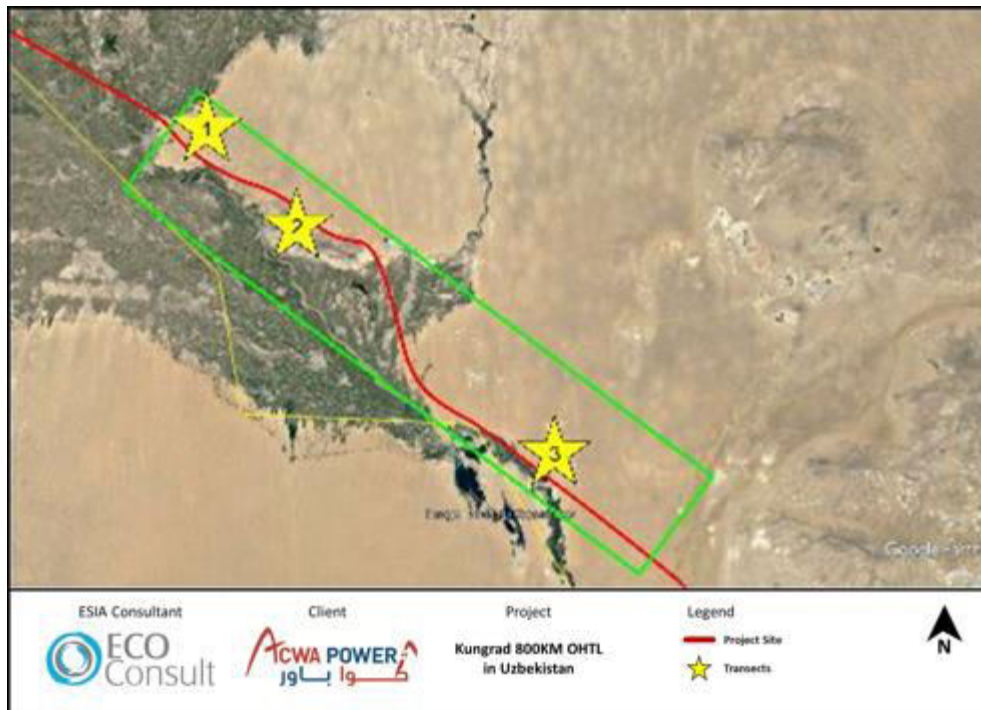 1
2
3
Google Earth
ESIA Consultant
Client
Project
Legend
ECO
Consult
ACWA POWER
أكوا باور
Kungrad 800KM OHTL
in Uzbekistan
Project Site
Transects
N